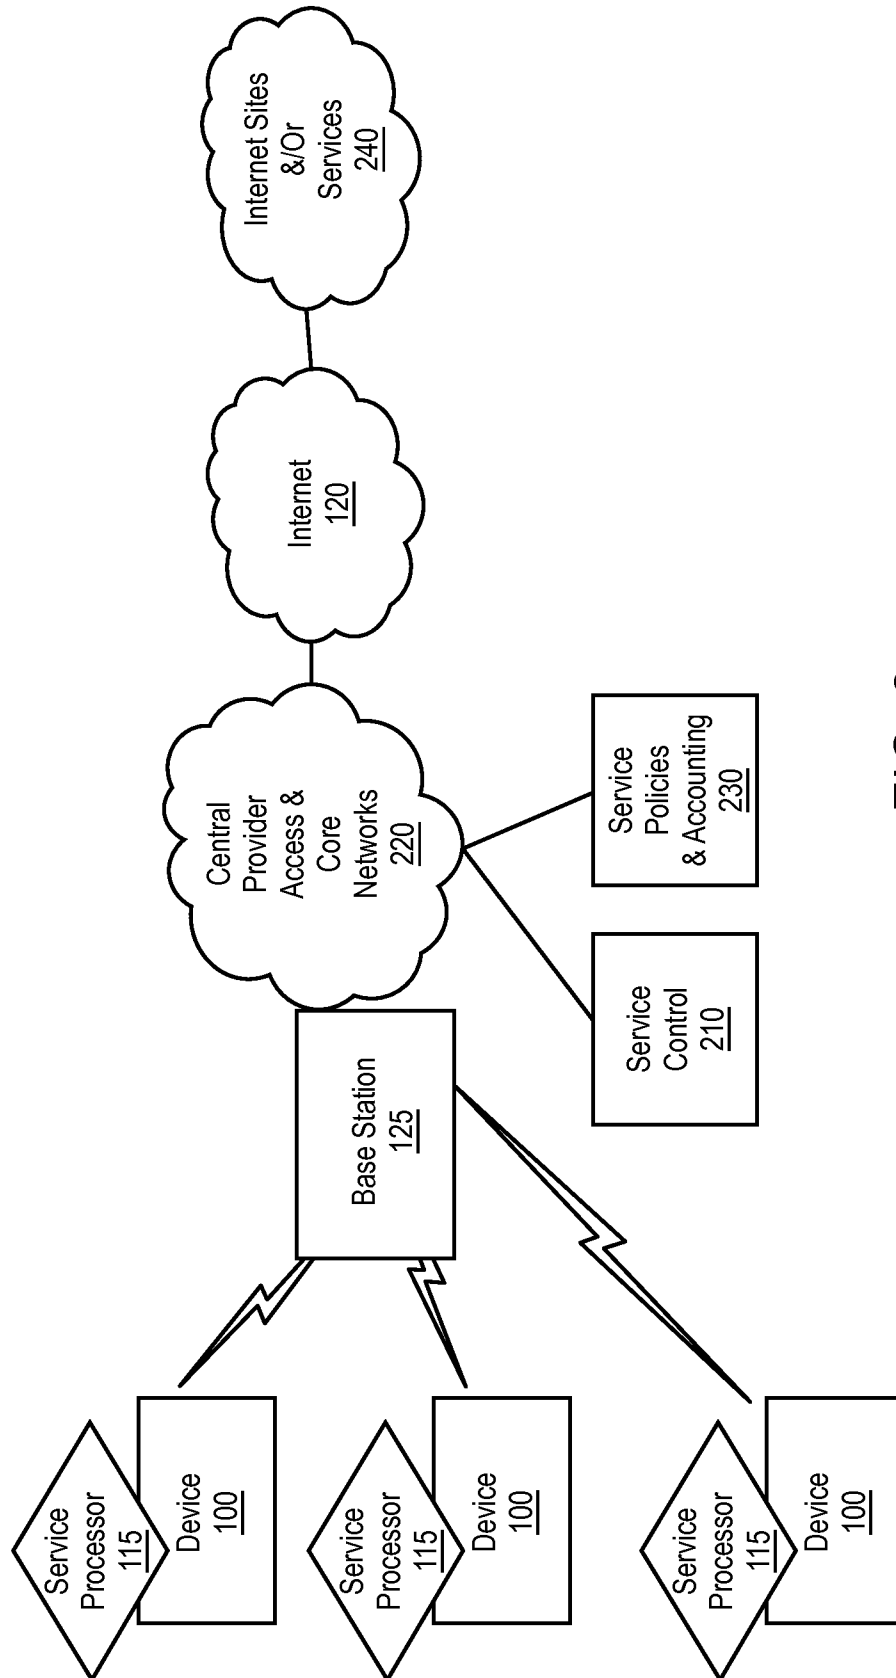 Service
Processor
115
Device
100
Service
Processor
115
Device
100
Service
Processor
115
Device
100
Base Station
125
Central
Provider
Access &
Core
Networks
220
Service
Control
210
Service
Policies
& Accounting
230
Internet
120
Internet Sites
&/Or
Services
240